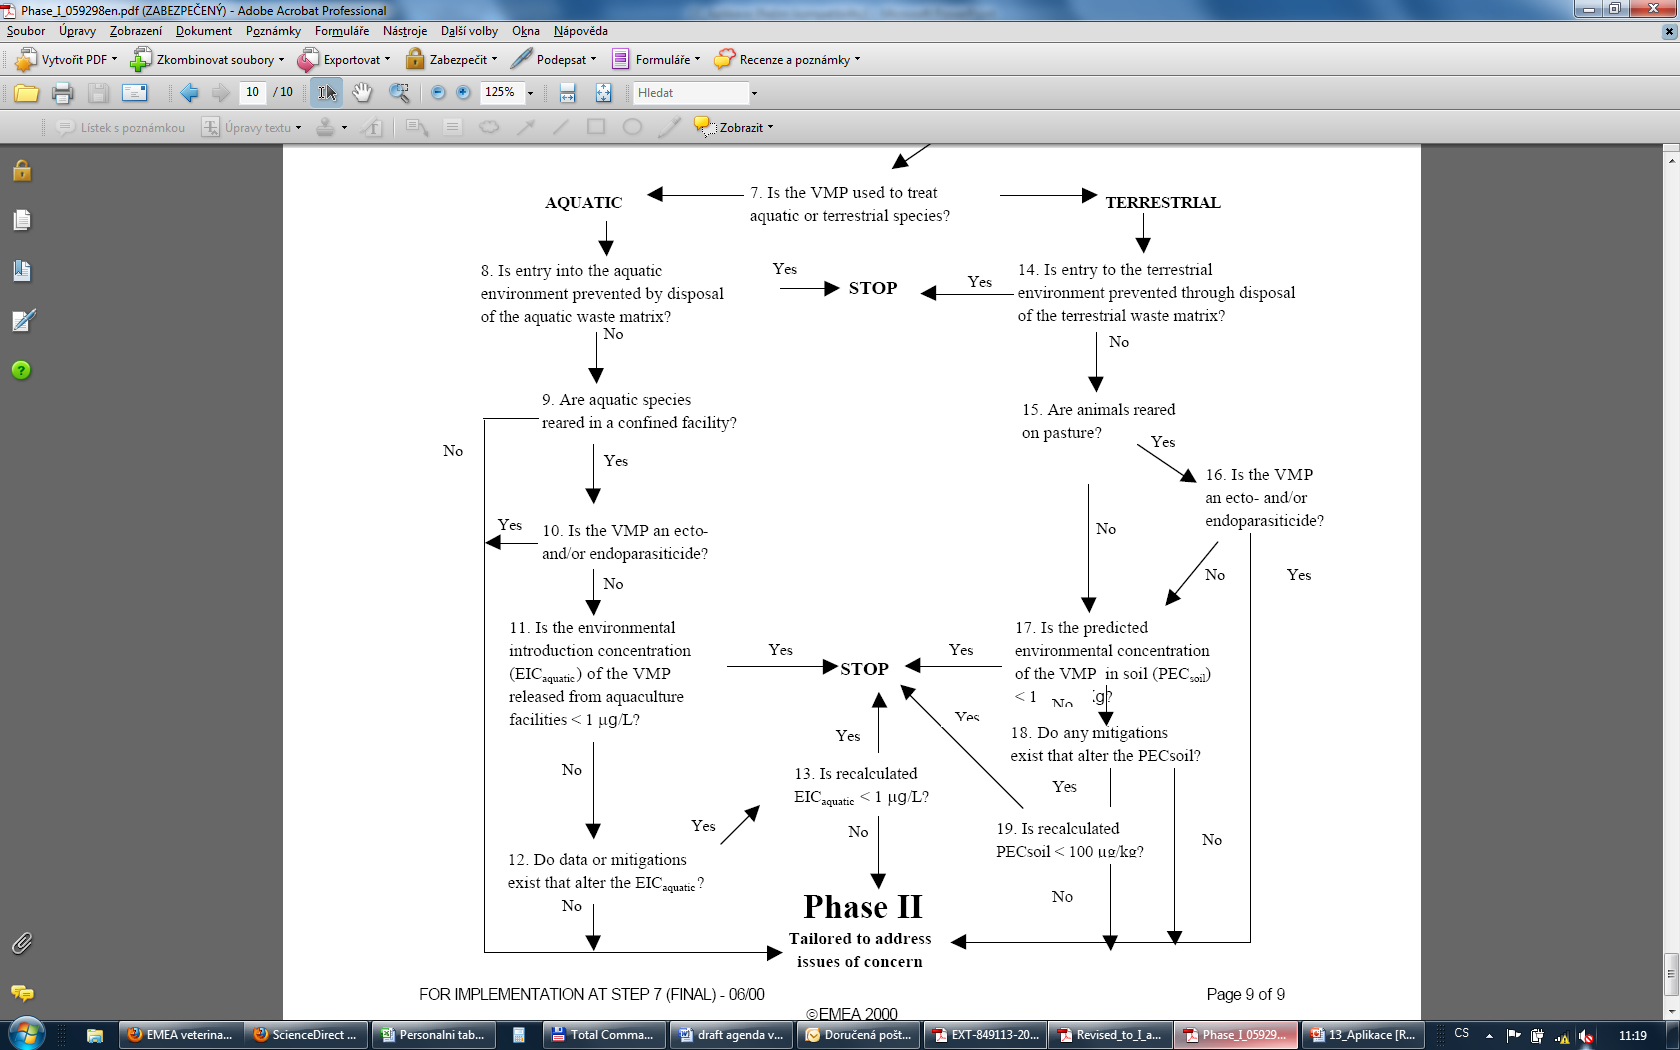 Phase_I_059298en.pdf (ZABEZPEČENÝ) - Adobe Acrobat Professional
Soubor Úpravy Zobrazení Dokument Poznámky Formuláře Nástroje Další volby Okna Nápověda
Vytvořit PDF Zkombinovat soubory Exportovat Zabezpečit Podepsat Formuláře Recenze a poznámky
10 / 10 125% Hledat
Lístek s poznámkou Úpravy textu Zobrazit
AQUATIC
7. Is the VMP used to treat
aquatic or terrestrial species?
TERRESTRIAL
8. Is entry into the aquatic
environment prevented by disposal
of the aquatic waste matrix?
Yes
STOP
Yes
14. Is entry to the terrestrial
environment prevented through disposal
of the terrestrial waste matrix?
No
No
9. Are aquatic species
reared in a confined facility?
No
Yes
15. Are animals reared
on pasture?
Yes
16. Is the VMP
an ecto- and/or
endoparasiticide?
Yes
10. Is the VMP an ecto-
and/or endoparasiticide?
No
No
No
Yes
11. Is the environmental
introduction concentration
(EICaquatic) of the VMP
released from aquaculture
facilities < 1 µg/L?
Yes
STOP
Yes
17. Is the predicted
environmental concentration
of the VMP in soil (PECsoil)
< 1 g?
No
Yes
18. Do any mitigations
exist that alter the PECsoil?
No
Yes
13. Is recalculated
EICaquatic < 1 µg/L?
Yes
Yes
No
19. Is recalculated
PECsoil < 100 µg/kg?
No
12. Do data or mitigations
exist that alter the EICaquatic?
No
No
Phase II
Tailored to address
issues of concern
FOR IMPLEMENTATION AT STEP 7 (FINAL) - 06/00
Page 9 of 9
©EMEA 2000
EMEA veterina... ScienceDirect ... Personalni tab... Total Comma... draft agenda v... Doručená pošt... EXT-849113-20... Revised_to_I_a... Phase_I_05929... 13_Aplikace [R... CS 11:19